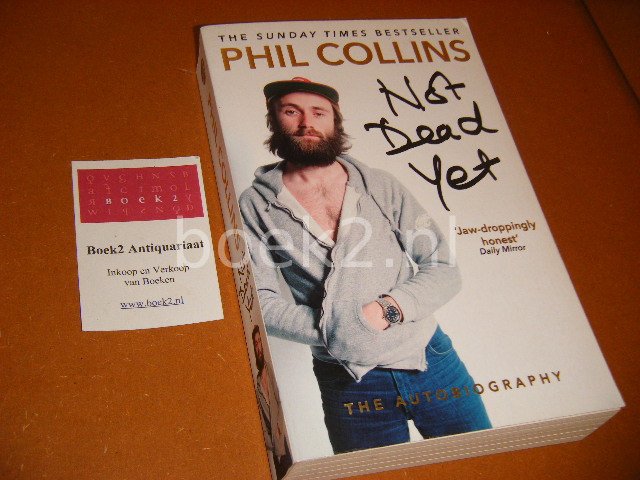 THE SUNDAY TIMES BESTSELLER
PHIL COLLINS
Not
Dead
Yet
'Jaw-droppingly
honest'
Daily Mirror
THE AUTOBIOGRAPHY
BOEK2
Boek2 Antiquariaat
Inkoop en Verkoop
van Boeken
www.boek2.nl
boek2.nl